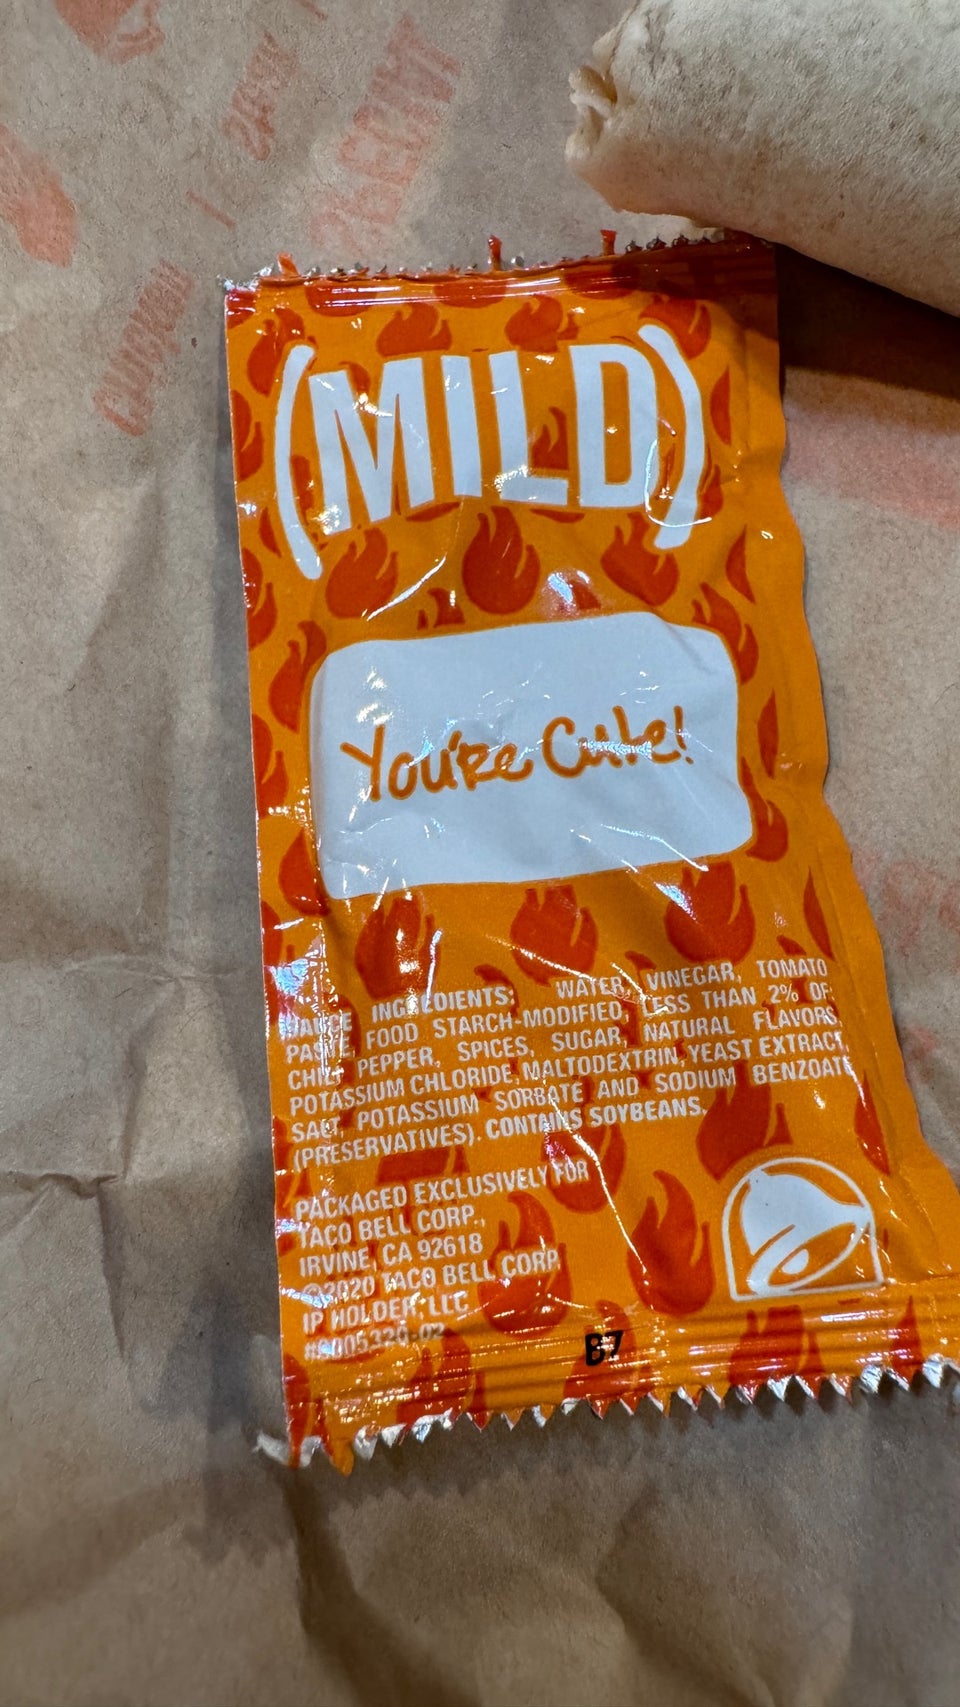 (MILD)
You're Cute!
SAUCE INGREDIENTS: WATER, VINEGAR, TOMATO
PASTE, FOOD STARCH-MODIFIED, LESS THAN 2% OF:
CHILI PEPPER, SPICES, SUGAR, NATURAL FLAVORS,
POTASSIUM CHLORIDE, MALTODEXTRIN, YEAST EXTRACT,
SALT, POTASSIUM SORBATE AND SODIUM BENZOATE
(PRESERVATIVES). CONTAINS SOYBEANS.
PACKAGED EXCLUSIVELY FOR
TACO BELL CORP.,
IRVINE, CA 92618
©2020 TACO BELL CORP.
IP HOLDER, LLC
B7